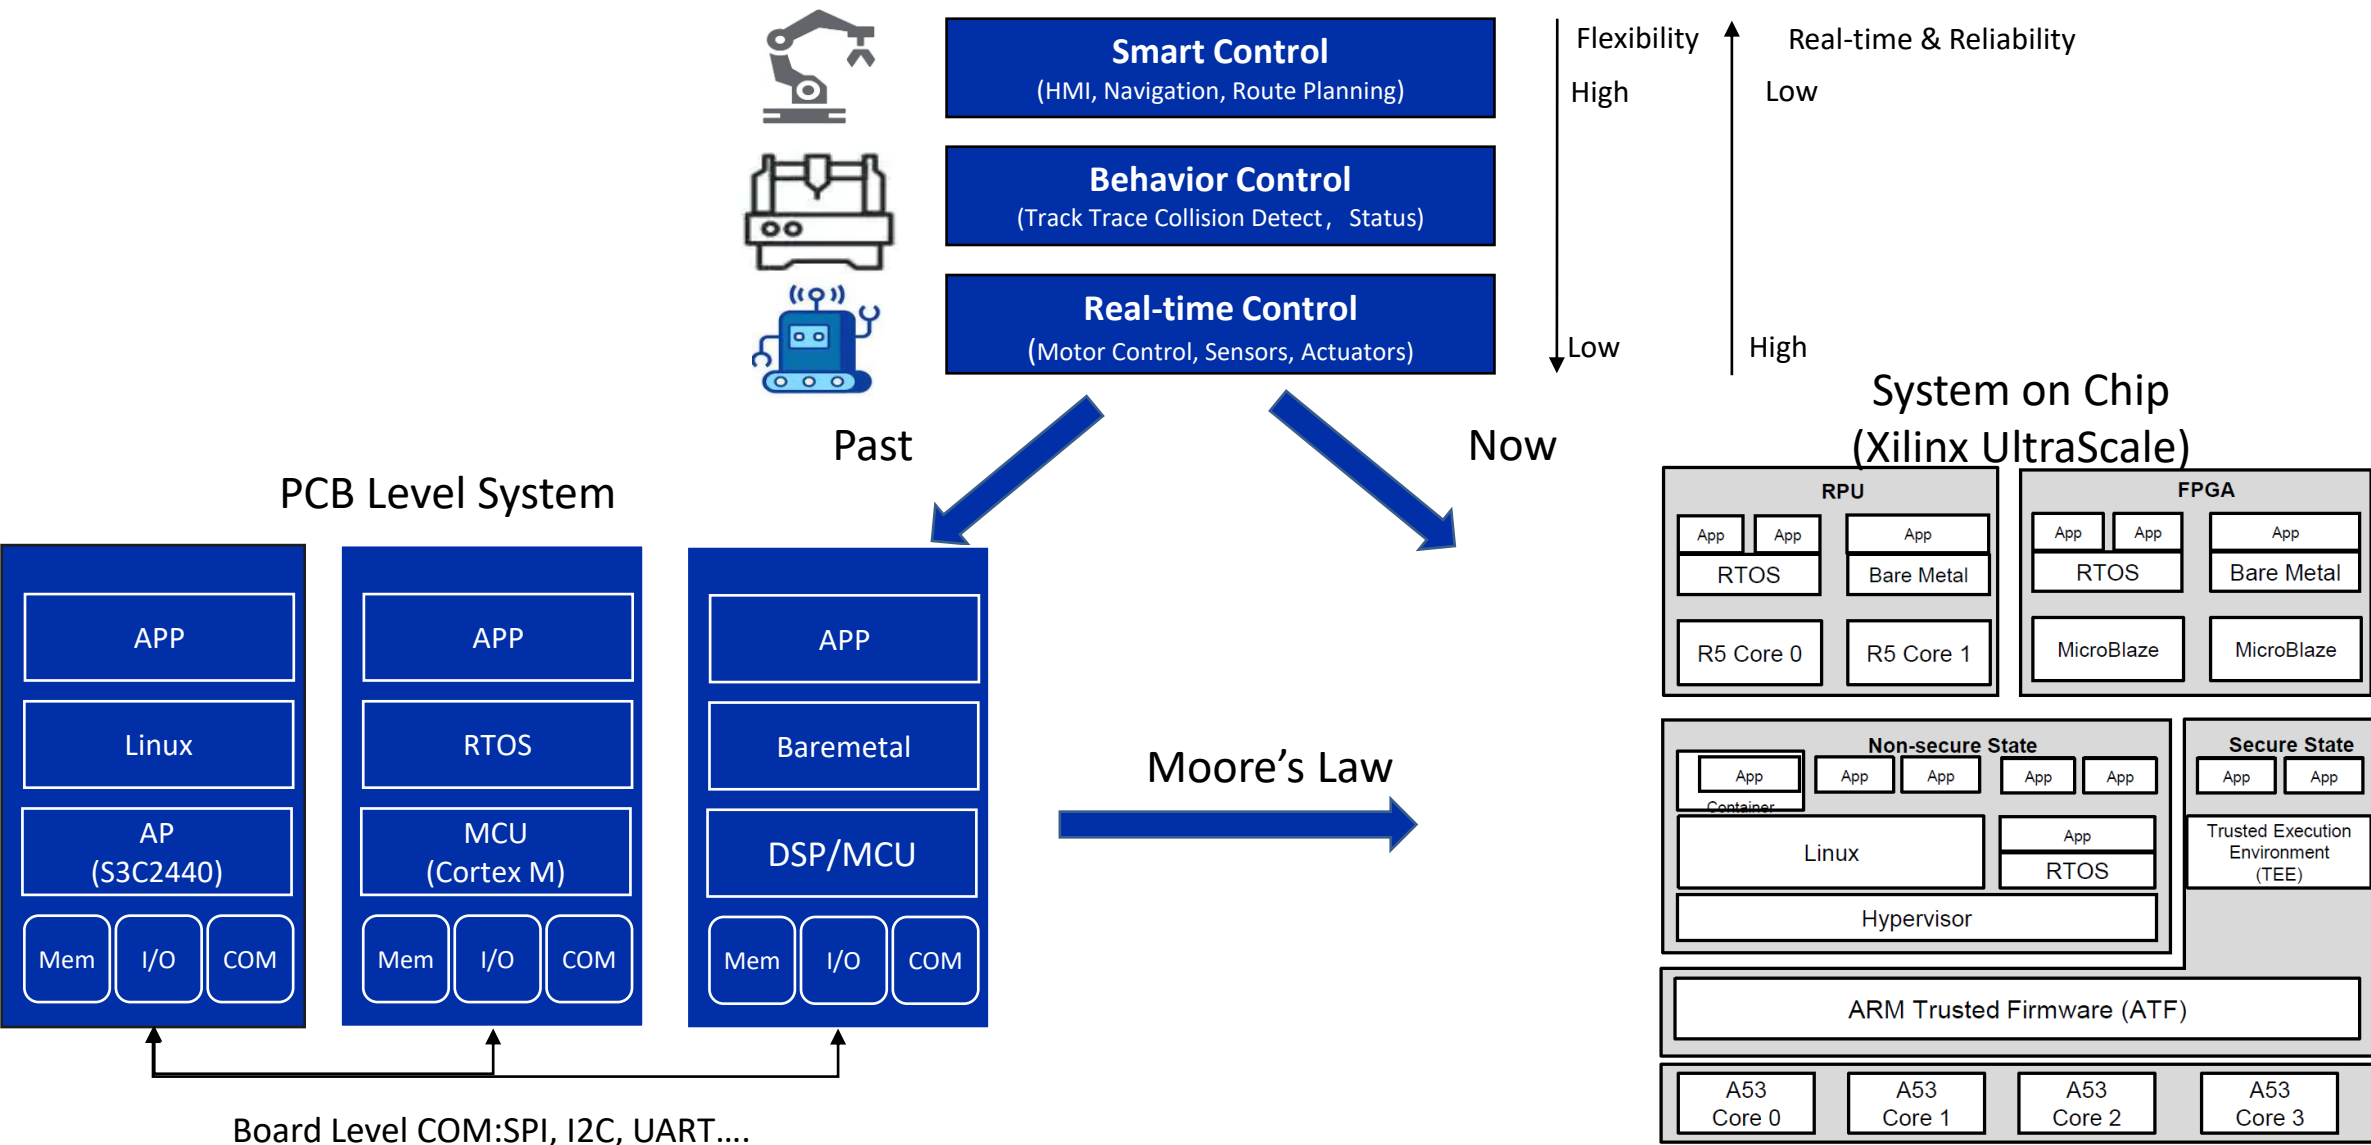 Smart Control
(HMI, Navigation, Route Planning)
Behavior Control
(Track Trace Collision Detect， Status)
Real-time Control
(Motor Control, Sensors, Actuators)
Flexibility
High
Low
Real-time & Reliability
Low
High
Past
Now
PCB Level System
APP
Linux
AP
(S3C2440)
Mem
I/O
COM
APP
RTOS
MCU
(Cortex M)
Mem
I/O
COM
APP
Baremetal
DSP/MCU
Mem
I/O
COM
Board Level COM:SPI, I2C, UART....
Moore’s Law
System on Chip
(Xilinx UltraScale)
RPU
App
App
App
RTOS
Bare Metal
R5 Core 0
R5 Core 1
FPGA
App
App
App
RTOS
Bare Metal
MicroBlaze
MicroBlaze
Non-secure State
App
Container
App
App
App
App
Linux
App
RTOS
Hypervisor
Secure State
App
App
Trusted Execution
Environment
(TEE)
ARM Trusted Firmware (ATF)
A53
Core 0
A53
Core 1
A53
Core 2
A53
Core 3